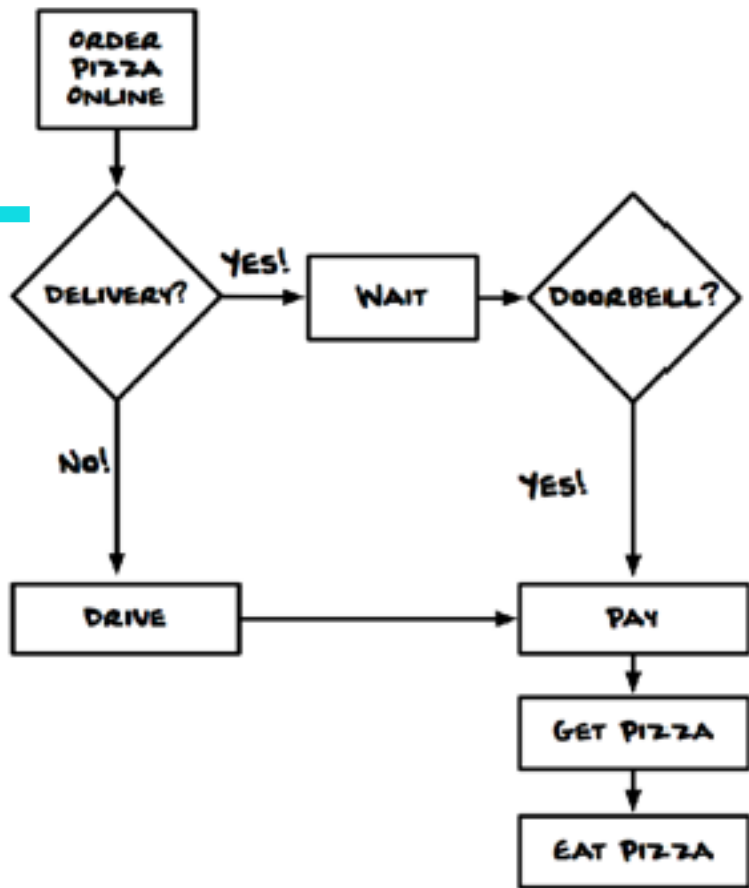 ORDER
PIZZA
ONLINE
YES!
DELIVERY?
WAIT
DOORBELL?
NO!
YES!
DRIVE
PAY
GET PIZZA
EAT PIZZA